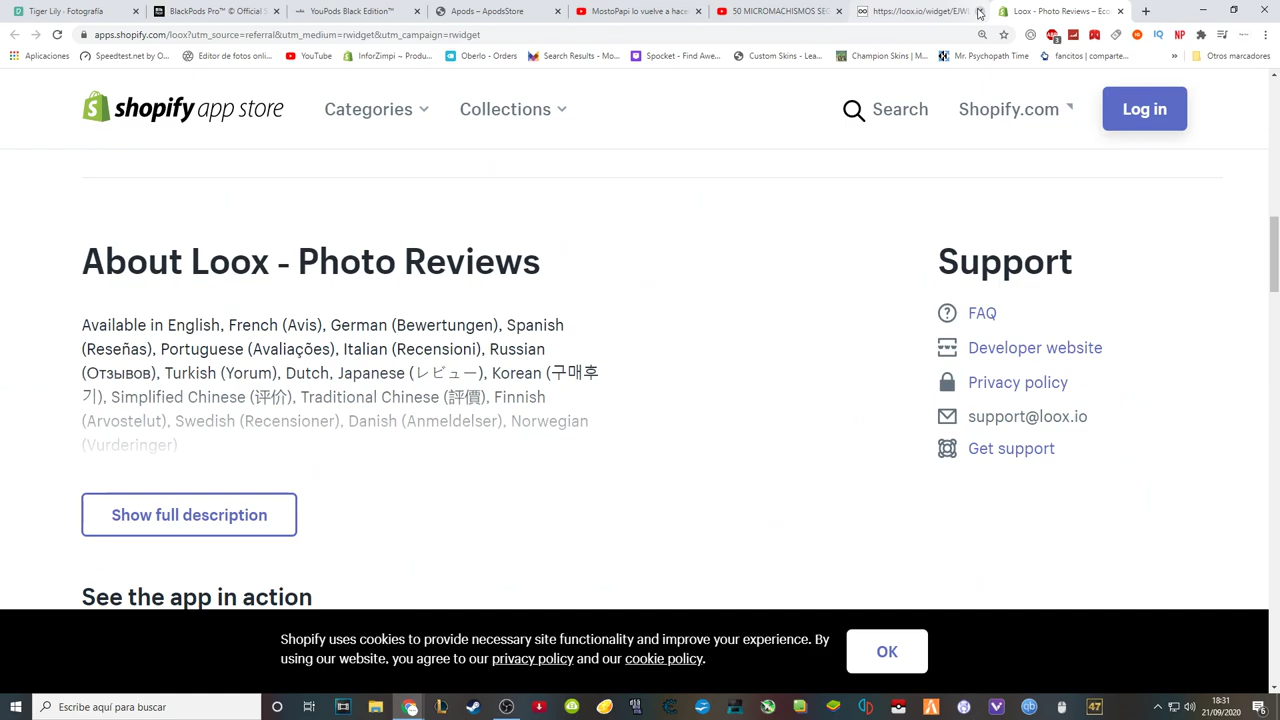 Tiger Lily - Fotografía
BlackPods Pro™ © Official S
YouPods Black Edition™
Apods – ApodsStore
MostoPapi lo vuelve a hace
50 MICROMACHISMOS SEG
https://loox.io/widget/EJWL
Loox - Photo Reviews – Eco
apps.shopify.com/loox?utm_source=referral&utm_medium=rwidget&utm_campaign=rwidget
Aplicaciones
Speedtest.net by O...
Editor de fotos onlin...
YouTube
InforZimpi ~ Produ...
Oberlo - Orders
Search Results - Mo...
Spocket - Find Awe...
Custom Skins - Lea...
Champion Skins | M...
Mr. Psychopath Time
fancitos | comparte...
»
Otros marcadores
shopify app store
Categories
Collections
Search
Shopify.com
Log in
About Loox ‑ Photo Reviews
Available in English, French (Avis), German (Bewertungen), Spanish
(Reseñas), Portuguese (Avaliações), Italian (Recensioni), Russian
(Отзывов), Turkish (Yorum), Dutch, Japanese (レビュー), Korean (구매후
기), Simplified Chinese (评价), Traditional Chinese (評價), Finnish
(Arvostelut), Swedish (Recensioner), Danish (Anmeldelser), Norwegian
(Vurderinger)
Show full description
See the app in action
Support
FAQ
Developer website
Privacy policy
support@loox.io
Get support
Shopify uses cookies to provide necessary site functionality and improve your experience. By
using our website, you agree to our privacy policy and our cookie policy.
OK
Escribe aquí para buscar
47
18:31
21/09/2020